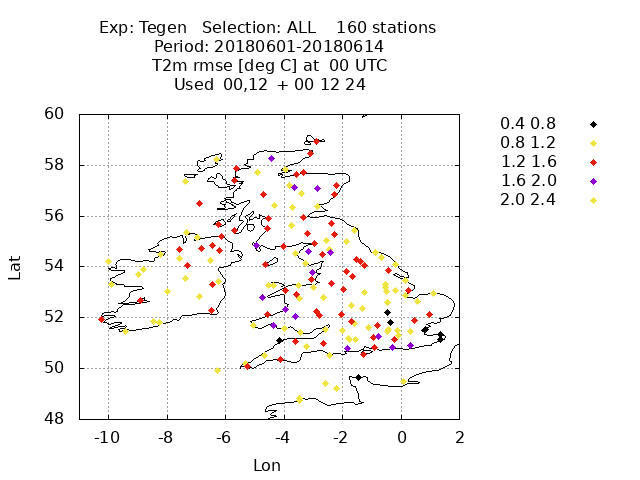 Exp: Tegen   Selection: ALL    160 stations
Period: 20180601-20180614
T2m rmse [deg C] at  00 UTC
Used  00,12  + 00 12 24
0.4 0.8
0.8 1.2
1.2 1.6
1.6 2.0
2.0 2.4
60
58
56
54
52
50
48
Lat
-10 -8 -6 -4 -2 0 2
Lon